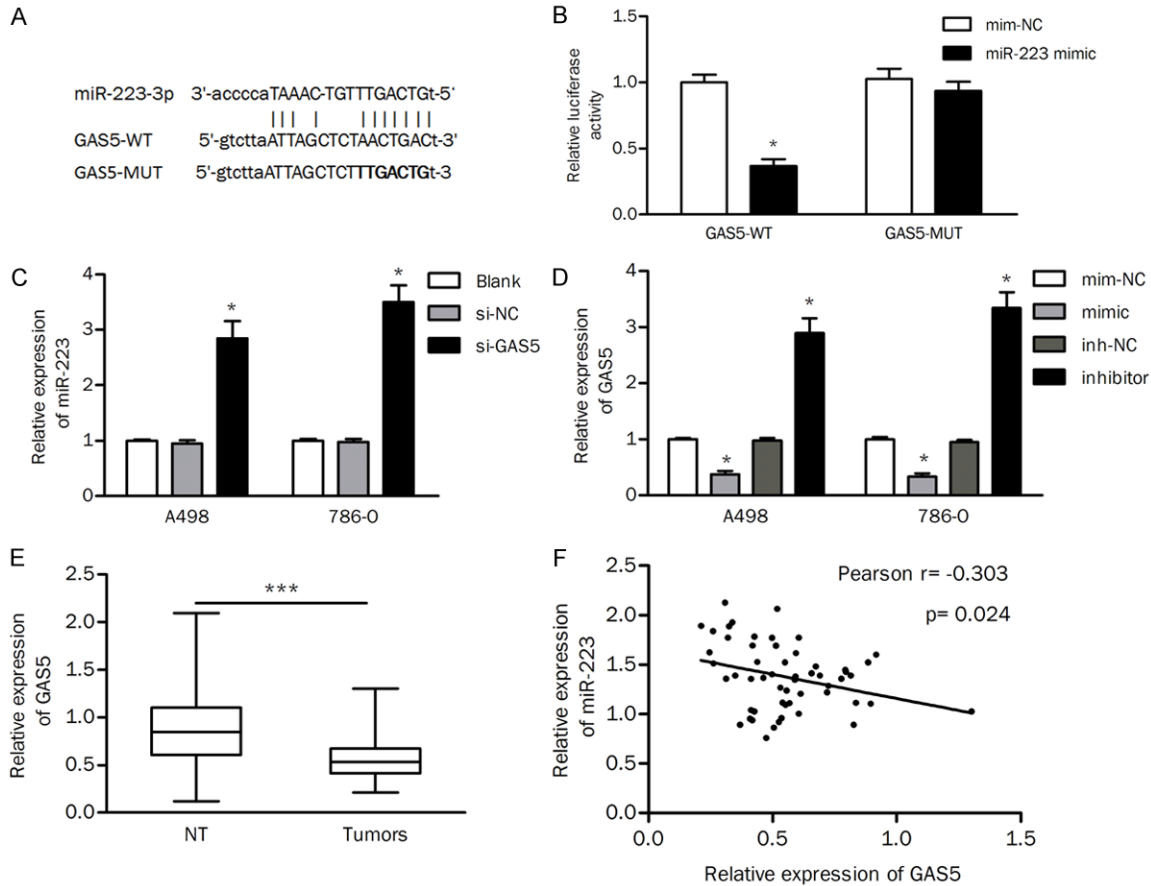 A
miR-223-3p 3'-accccaTAAAC-TGTTTGACTGt-5'
GAS5-WT 5'-gtcttaATTAGCTCTAACTGACt-3'
GAS5-MUT 5'-gtcttaATTAGCTCTTTGACTGt-3
B
Relative luciferase
activity
1.5
1.0
0.5
0.0
*
GAS5-WT
GAS5-MUT
mim-NC
miR-223 mimic
C
Relative expression
of miR-223
4
3
2
1
0
*
*
A498
786-0
Blank
si-NC
si-GAS5
D
Relative expression
of GAS5
4
3
2
1
0
*
*
*
*
A498
786-0
mim-NC
mimic
inh-NC
inhibitor
E
Relative expression
of GAS5
2.5
2.0
1.5
1.0
0.5
0.0
***
NT
Tumors
F
Relative expression
of miR-223
2.5
2.0
1.5
1.0
0.5
0.0
Pearson r= -0.303
p= 0.024
0.0
0.5
1.0
1.5
Relative expression of GAS5